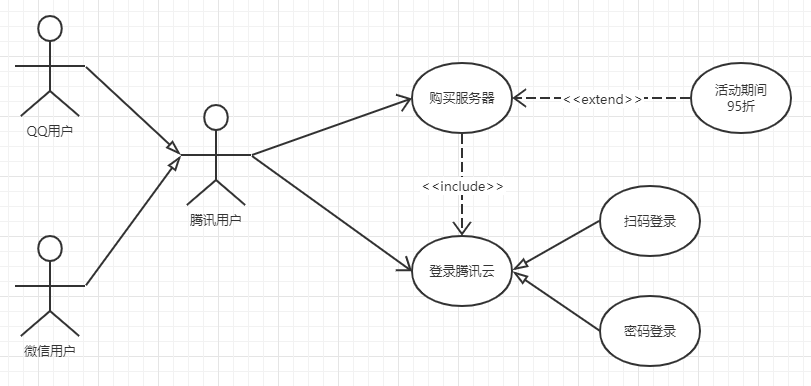 QQ用户
腾讯用户
微信用户
购买服务器
<<extend>>
活动期间
95折
<<include>>
登录腾讯云
扫码登录
密码登录